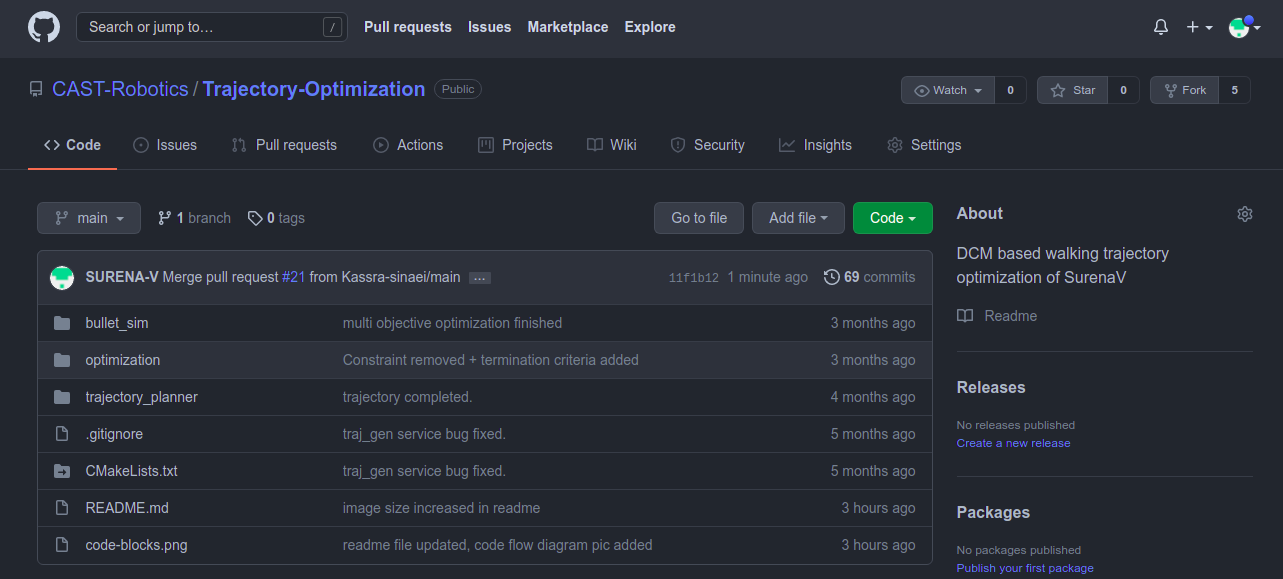 Search or jump to… / Pull requests Issues Marketplace Explore
CAST-Robotics / Trajectory-Optimization Public Watch 0 Star 0 Fork 5
Code Issues Pull requests Actions Projects Wiki Security Insights Settings
main 1 branch 0 tags Go to file Add file Code
About
DCM based walking trajectory
optimization of SurenaV
Readme
SURENA-V Merge pull request #21 from Kassra-sinaei/main ... 11f1b12 1 minute ago 69 commits
bullet_sim multi objective optimization finished 3 months ago
optimization Constraint removed + termination criteria added 3 months ago
trajectory_planner trajectory completed. 4 months ago
.gitignore traj_gen service bug fixed. 5 months ago
CMakeLists.txt traj_gen service bug fixed. 5 months ago
README.md image size increased in readme 3 hours ago
code-blocks.png readme file updated, code flow diagram pic added 3 hours ago
Releases
No releases published
Create a new release
Packages
No packages published
Publish your first package